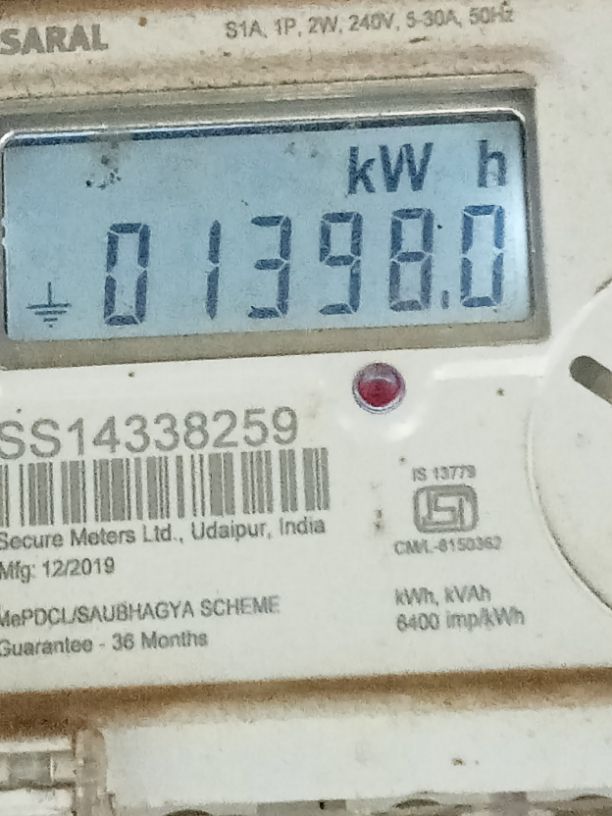 SARAL
S1A, 1P, 2W, 240V, 5-30A, 50Hz
kW h
01398.0
SS14338259
Secure Meters Ltd., Udaipur, India
Mfg: 12/2019
IS 13779
CM/L-6150362
MePDCL/SAUBHAGYA SCHEME
Guarantee - 36 Months
kWh, kVAh
6400 imp/kWh